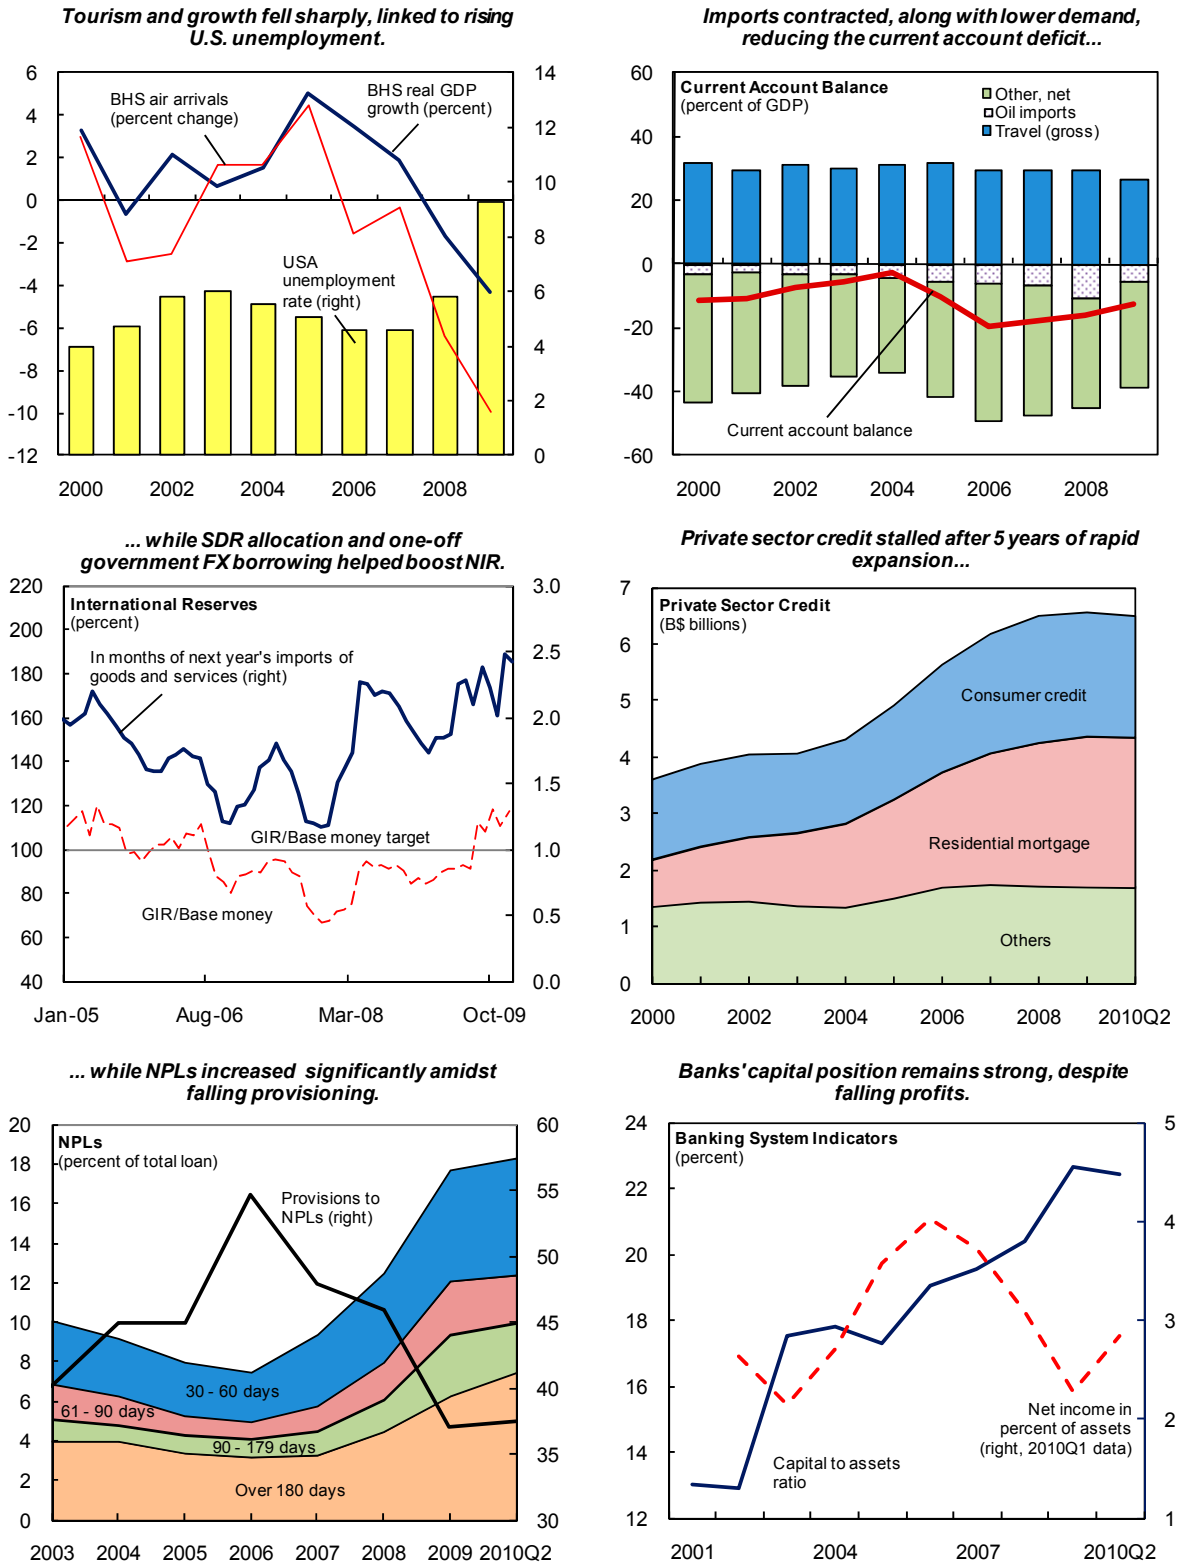 Tourism and growth fell sharply, linked to rising
U.S. unemployment.
6
4
2
0
-2
-4
-6
-8
-10
-12
14
12
10
8
6
4
2
0
BHS air arrivals
(percent change)
BHS real GDP
growth (percent)
USA
unemployment
rate (right)
2000 2002 2004 2006 2008
Imports contracted, along with lower demand,
reducing the current account deficit...
60
40
20
0
-20
-40
-60
Current Account Balance
(percent of GDP)
Other, net
Oil imports
Travel (gross)
Current account balance
2000 2002 2004 2006 2008
... while SDR allocation and one-off
government FX borrowing helped boost NIR.
220
200
180
160
140
120
100
80
60
40
3.0
2.5
2.0
1.5
1.0
0.5
0.0
International Reserves
(percent)
In months of next year's imports of
goods and services (right)
GIR/Base money target
GIR/Base money
Jan-05 Aug-06 Mar-08 Oct-09
Private sector credit stalled after 5 years of rapid
expansion...
7
6
5
4
3
2
1
0
Private Sector Credit
(B$ billions)
Consumer credit
Residential mortgage
Others
2000 2002 2004 2006 2008 2010Q2
... while NPLs increased significantly amidst
falling provisioning.
20
18
16
14
12
10
8
6
4
2
0
60
55
50
45
40
35
30
NPLs
(percent of total loan)
Provisions to
NPLs (right)
30 - 60 days
61 - 90 days
90 - 179 days
Over 180 days
2003 2004 2005 2006 2007 2008 2009 2010Q2
Banks' capital position remains strong, despite
falling profits.
24
22
20
18
16
14
12
5
4
3
2
1
Banking System Indicators
(percent)
Net income in
percent of assets
(right, 2010Q1 data)
Capital to assets
ratio
2001 2004 2007 2010Q2